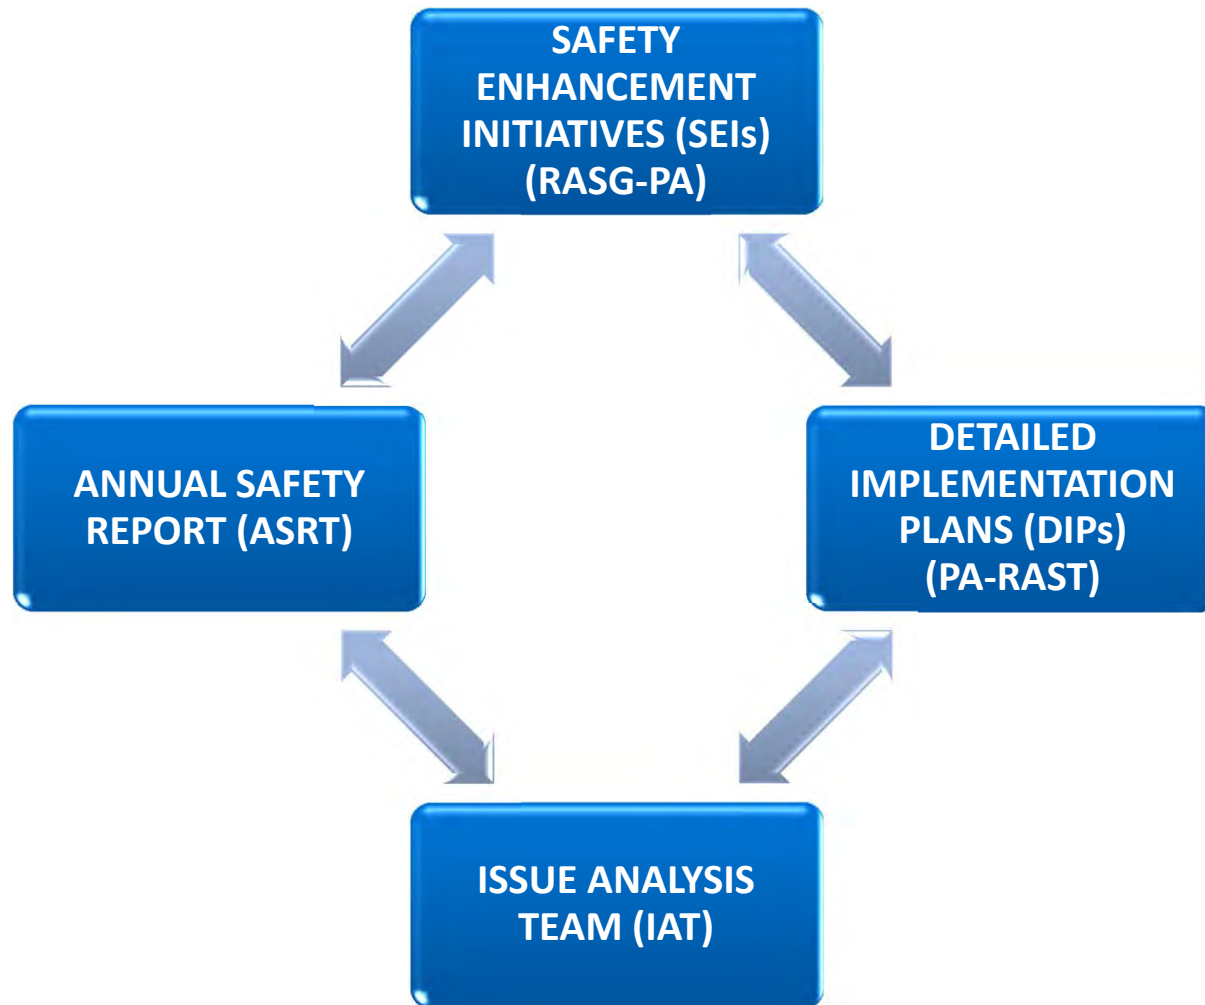 SAFETY
ENHANCEMENT
INITIATIVES (SEIs)
(RASG-PA)
ANNUAL SAFETY
REPORT (ASRT)
DETAILED
IMPLEMENTATION
PLANS (DIPs)
(PA-RAST)
ISSUE ANALYSIS
TEAM (IAT)